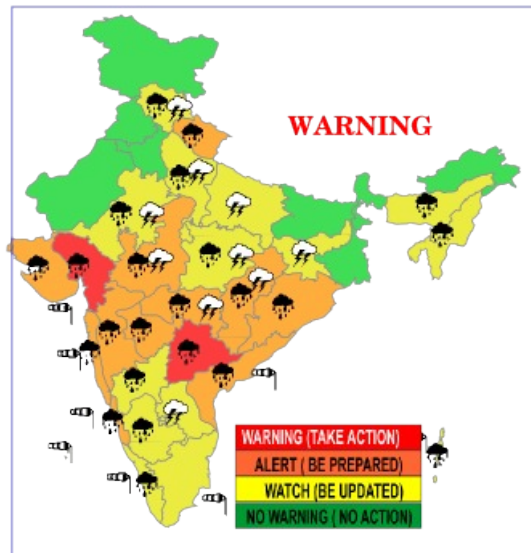 WARNING
WARNING (TAKE ACTION)
ALERT ( BE PREPARED)
WATCH (BE UPDATED)
NO WARNING ( NO ACTION)